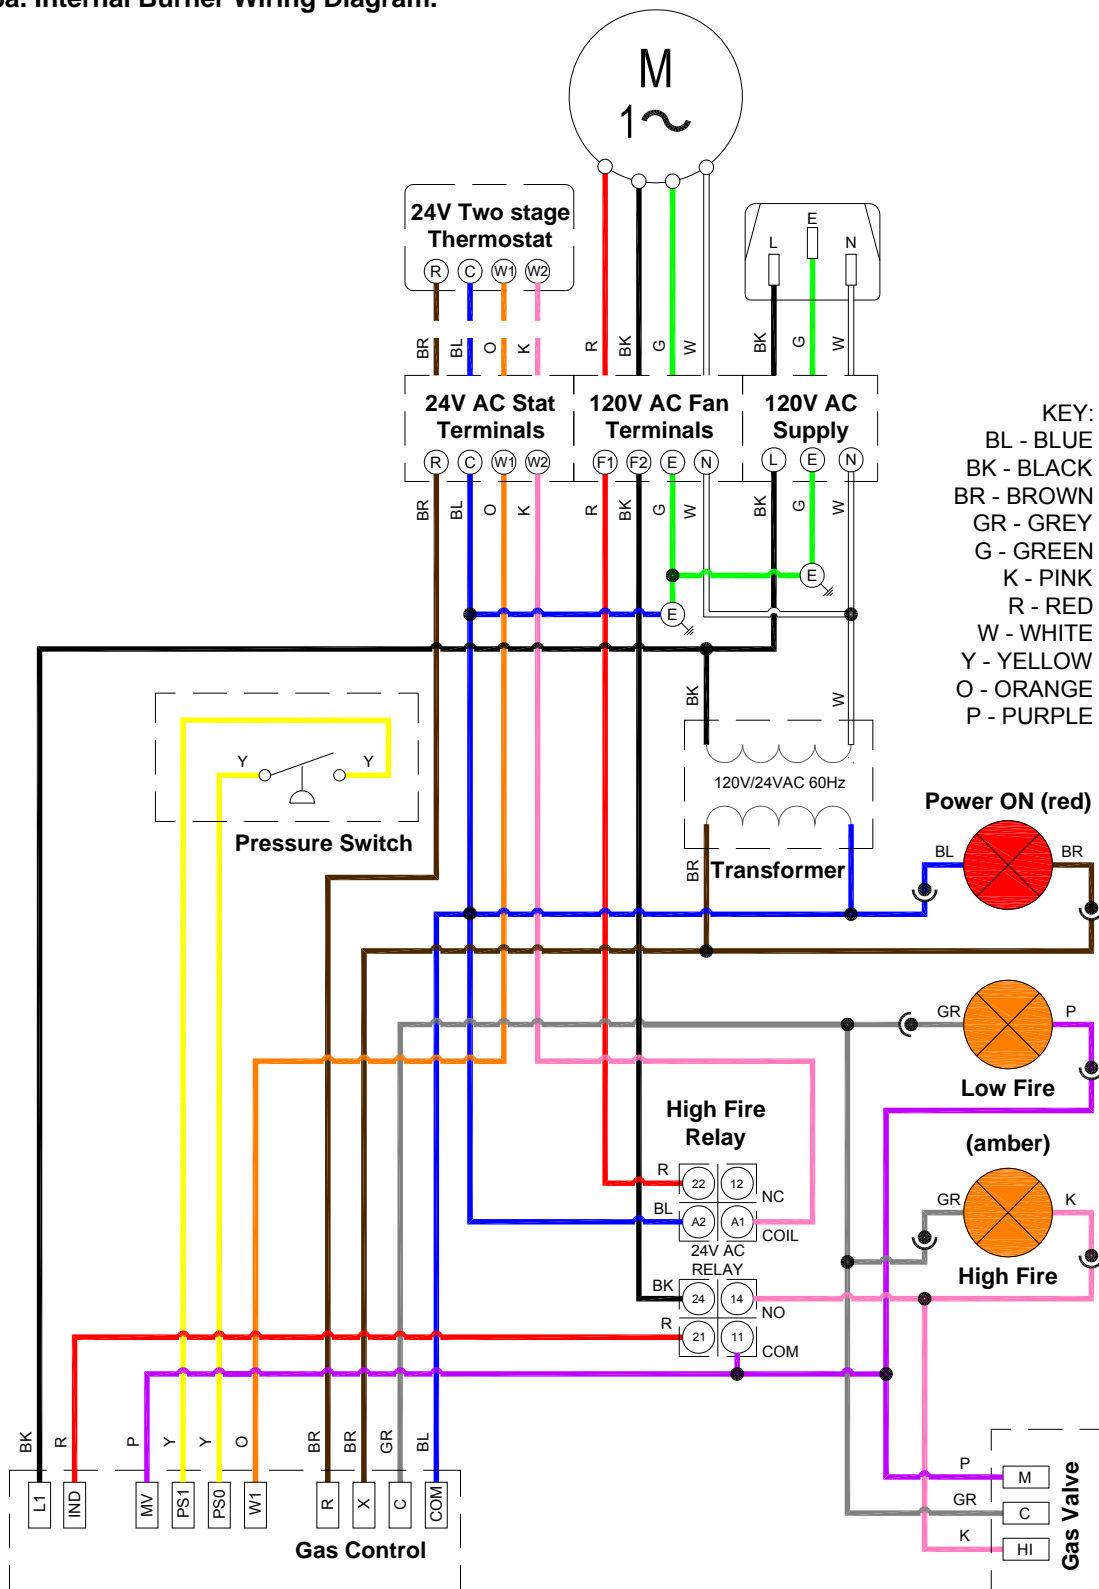 Internal Burner Wiring Diagram.
M
1
24V Two stage
Thermostat
R C W1 W2
L E N
BR BL O K R BK G W BK G W
24V AC Stat
Terminals
120V AC Fan
Terminals
120V AC
Supply
R C W1 W2 F1 F2 E N L E N
BR BL O K R BK G W BK G W
E
E
KEY:
BL - BLUE
BK - BLACK
BR - BROWN
GR - GREY
G - GREEN
K - PINK
R - RED
W - WHITE
Y - YELLOW
O - ORANGE
P - PURPLE
BK W
Y Y
Pressure Switch
120V/24VAC 60Hz
Transformer
BR
Power ON (red)
BL BR
GR P
Low Fire
(amber)
GR K
High Fire
High Fire
Relay
R 22 12 NC
BL A2 A1 COIL
24V AC
RELAY
BK 24 14 NO
R 21 11 COM
BK R P Y Y O BR BR GR BL
L1 IND MV PS1 PS0 W1 R X C COM
Gas Control
P M
GR C
K HI
Gas Valve